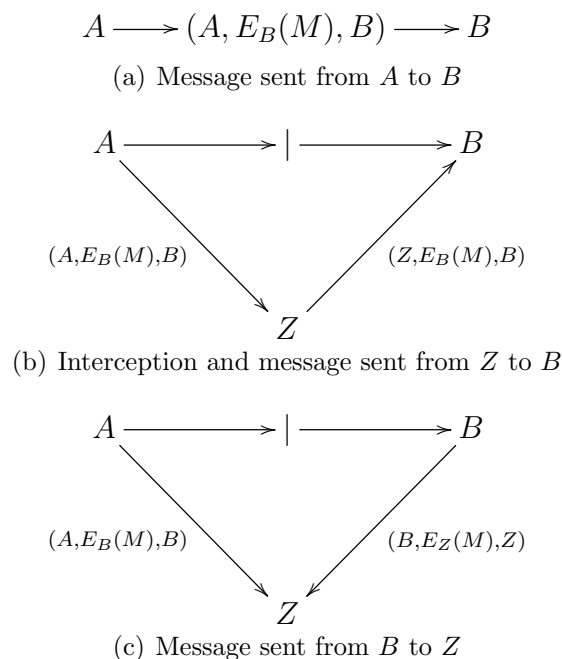 A → (A, E_B(M), B) → B
(a) Message sent from A to B
A | B
(A,E_B(M),B) (Z,E_B(M),B)
Z
(b) Interception and message sent from Z to B
A | B
(A,E_B(M),B) (B,E_Z(M),Z)
Z
(c) Message sent from B to Z